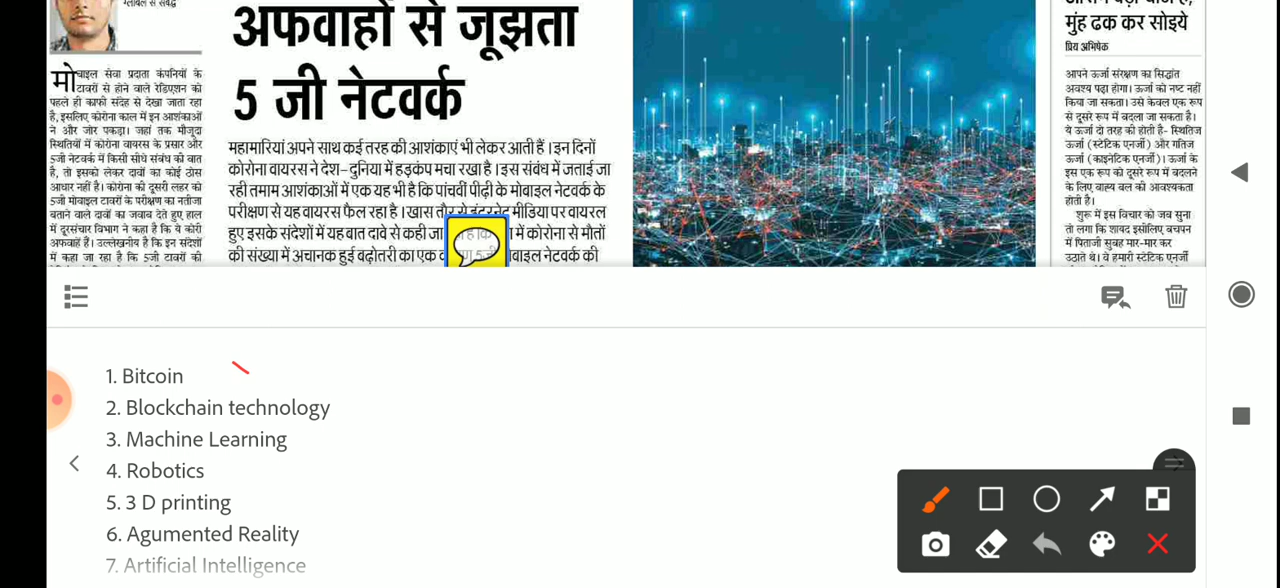 ग्लोबल से संबद्ध
अफवाहों से जूझता
5 जी नेटवर्क
मोबाइल सेवा प्रदाता कंपनियों के
टावरों से होने वाले रेडिएशन को
पहले ही काफी संदेह से देखा जाता रहा
है, इसलिए कोरोना काल में इन आशंकाओं
ने और जोर पकड़ा। जहां तक मौजूदा
स्थितियों में कोरोना वायरस के प्रसार और
5जी नेटवर्क में किसी सीधे संबंध की बात
है, तो इसको लेकर दावों का कोई ठोस
आधार नहीं है। कोरोना की दूसरी लहर को
5जी मोबाइल टावरों के परीक्षण का नतीजा
बताने वाले दावों का जवाब देते हुए हाल
में दूरसंचार विभाग ने कहा है कि ये कोरी
अफवाहें हैं। उल्लेखनीय है कि इन संदेशों
में कहा जा रहा है कि 5जी टावरों की
महामारियां अपने साथ कई तरह की आशंकाएं भी लेकर आती हैं। इन दिनों
कोरोना वायरस ने देश-दुनिया में हड़कंप मचा रखा है। इस संबंध में जताई जा
रही तमाम आशंकाओं में एक यह भी है कि पांचवीं पीढ़ी के मोबाइल नेटवर्क के
परीक्षण से यह वायरस फैल रहा है। खास तौर से इंटरनेट मीडिया पर वायरल
हुए इसके संदेशों में यह बात दावे से कही जा में कोरोना से मौतों
की संख्या में अचानक हुई बढ़ोतरी का एक 5जी मोबाइल नेटवर्क की
मुंह ढक कर सोइये
प्रिय अभिषेक
आपने ऊर्जा संरक्षण का सिद्धांत
अवश्य पढ़ा होगा। ऊर्जा को नष्ट नहीं
किया जा सकता। उसे केवल एक रूप
से दूसरे रूप में बदला जा सकता है।
ये ऊर्जा दो तरह की होती है- स्थितिज
ऊर्जा (स्टेटिक एनर्जी) और गतिज
ऊर्जा (काइनेटिक एनर्जी)। ऊर्जा के
इस एक रूप को दूसरे रूप में बदलने
के लिए वाह्य बल की आवश्यकता
होती है।
शुरू में इस विचार को जब सुना
तो लगा कि शायद इसीलिए बचपन
में पिताजी सुबह मार-मार कर
उठाते थे। वे हमारी स्टेटिक एनर्जी
1. Bitcoin
2. Blockchain technology
3. Machine Learning
4. Robotics
5. 3 D printing
6. Agumented Reality
7. Artificial Intelligence